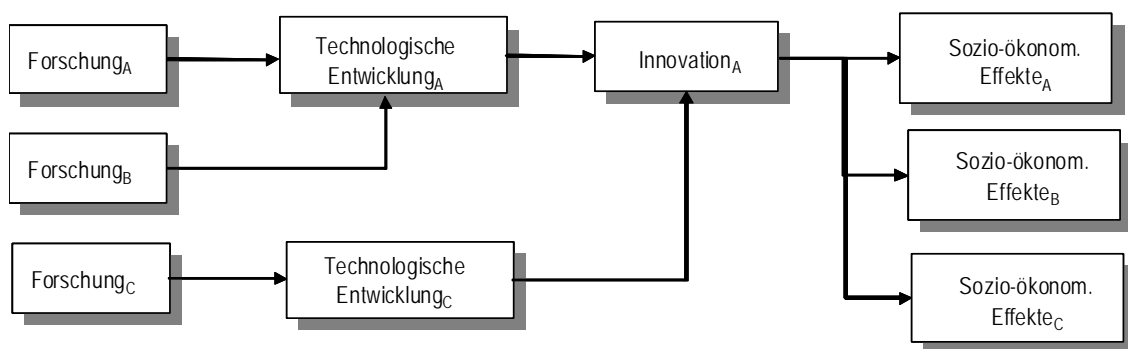 Forschung_A
Technologische
Entwicklung_A
Innovation_A
Sozio-ökonom.
Effekte_A
Forschung_B
Sozio-ökonom.
Effekte_B
Forschung_C
Technologische
Entwicklung_C
Sozio-ökonom.
Effekte_C